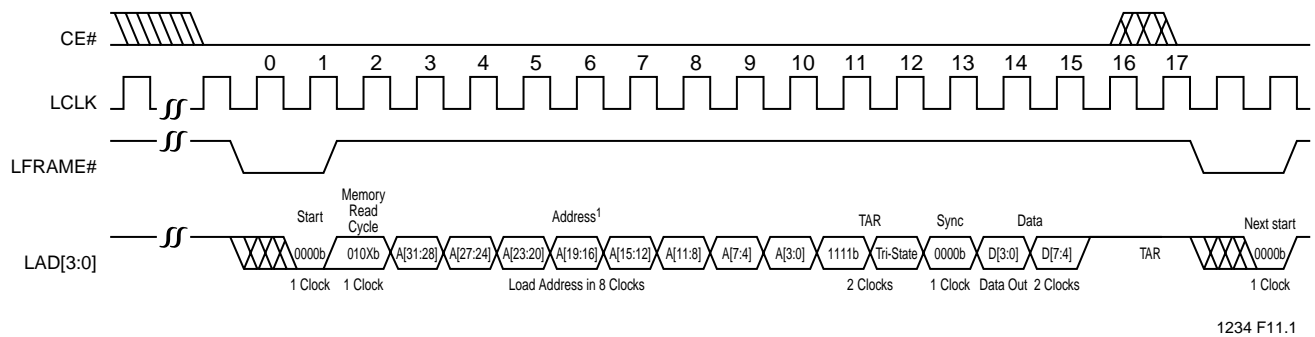 CE#
0 1 2 3 4 5 6 7 8 9 10 11 12 13 14 15 16 17
LCLK
LFRAME#
Start
Memory
Read
Cycle
Address1
TAR
Sync
Data
Next start
LAD[3:0]
0000b 010Xb A[31:28] A[27:24] A[23:20] A[19:16] A[15:12] A[11:8] A[7:4] A[3:0] 1111b Tri-State 0000b D[3:0] D[7:4] TAR 0000b
1 Clock 1 Clock Load Address in 8 Clocks 2 Clocks 1 Clock Data Out 2 Clocks 1 Clock
1234 F11.1